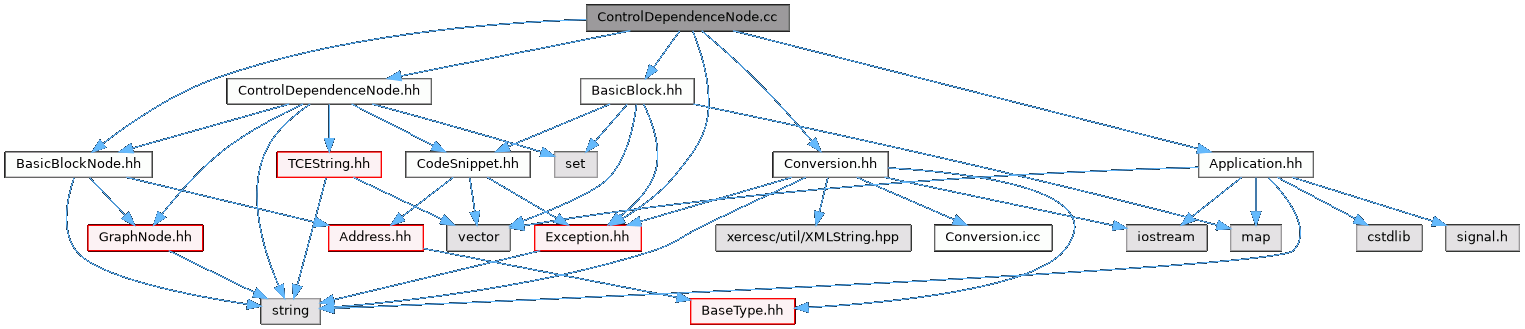 ControlDependenceNode.cc
ControlDependenceNode.hh
BasicBlock.hh
BasicBlockNode.hh
TCEString.hh
CodeSnippet.hh
set
Conversion.hh
Application.hh
GraphNode.hh
Address.hh
vector
Exception.hh
xercesc/util/XMLString.hpp
Conversion.icc
iostream
map
cstdlib
signal.h
string
BaseType.hh